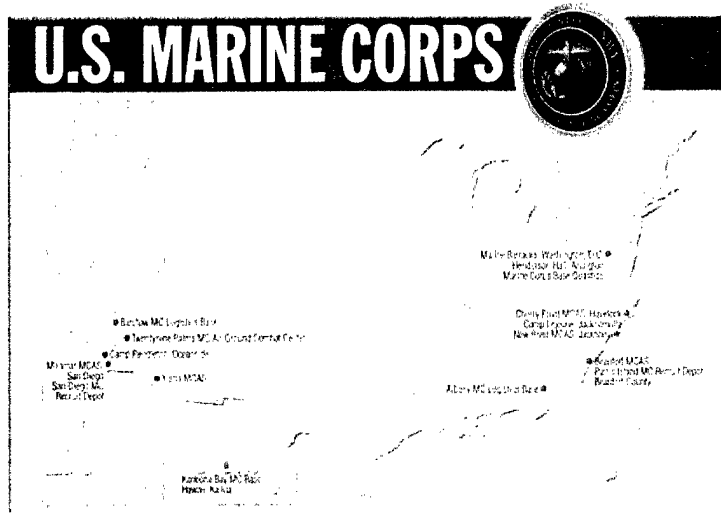 U.S. MARINE CORPS
Marine Barracks Washington, D.C.
Henderson Hall Arlington
Marine Corps Base Quantico
Cherry Point MCAS, Havelock
Camp Lejeune, Jacksonville
New River MCAS, Jacksonville
Barstow MC Logistics Base
Twentynine Palms MC Air Ground Combat Center
Camp Pendleton, Oceanside
Miramar MCAS
San Diego
San Diego MC
Recruit Depot
Yuma MCAS
Beaufort MCAS
Parris Island MC Recruit Depot
Beaufort County
Albany MC Logistics Base
Kaneohe Bay MC Base
Hawaii, Kailua